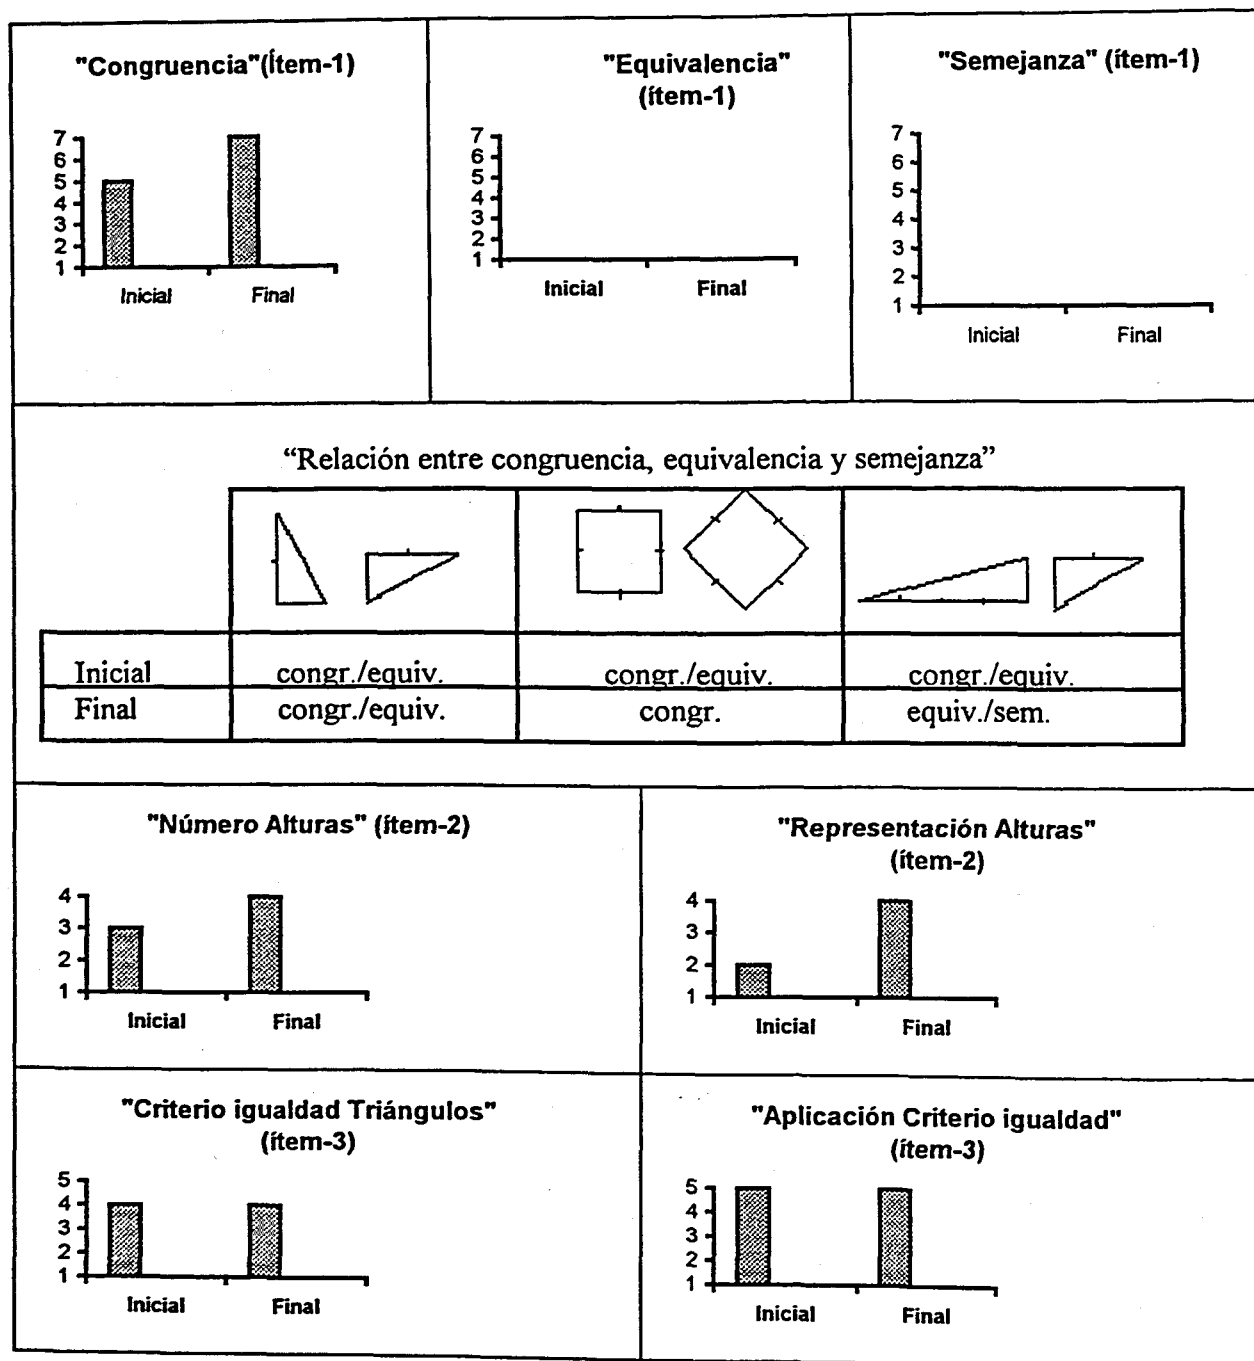 "Congruencia"(Ítem-1)
7
6
5
4
3
2
1
Inicial Final
"Equivalencia"
(ítem-1)
7
6
5
4
3
2
1
Inicial Final
"Semejanza" (ítem-1)
7
6
5
4
3
2
1
Inicial Final
“Relación entre congruencia, equivalencia y semejanza”
Inicial congr./equiv. congr./equiv. congr./equiv.
Final congr./equiv. congr. equiv./sem.
"Número Alturas" (ítem-2)
4
3
2
1
Inicial Final
"Representación Alturas"
(ítem-2)
4
3
2
1
Inicial Final
"Criterio igualdad Triángulos"
(ítem-3)
5
4
3
2
1
Inicial Final
"Aplicación Criterio igualdad"
(ítem-3)
5
4
3
2
1
Inicial Final